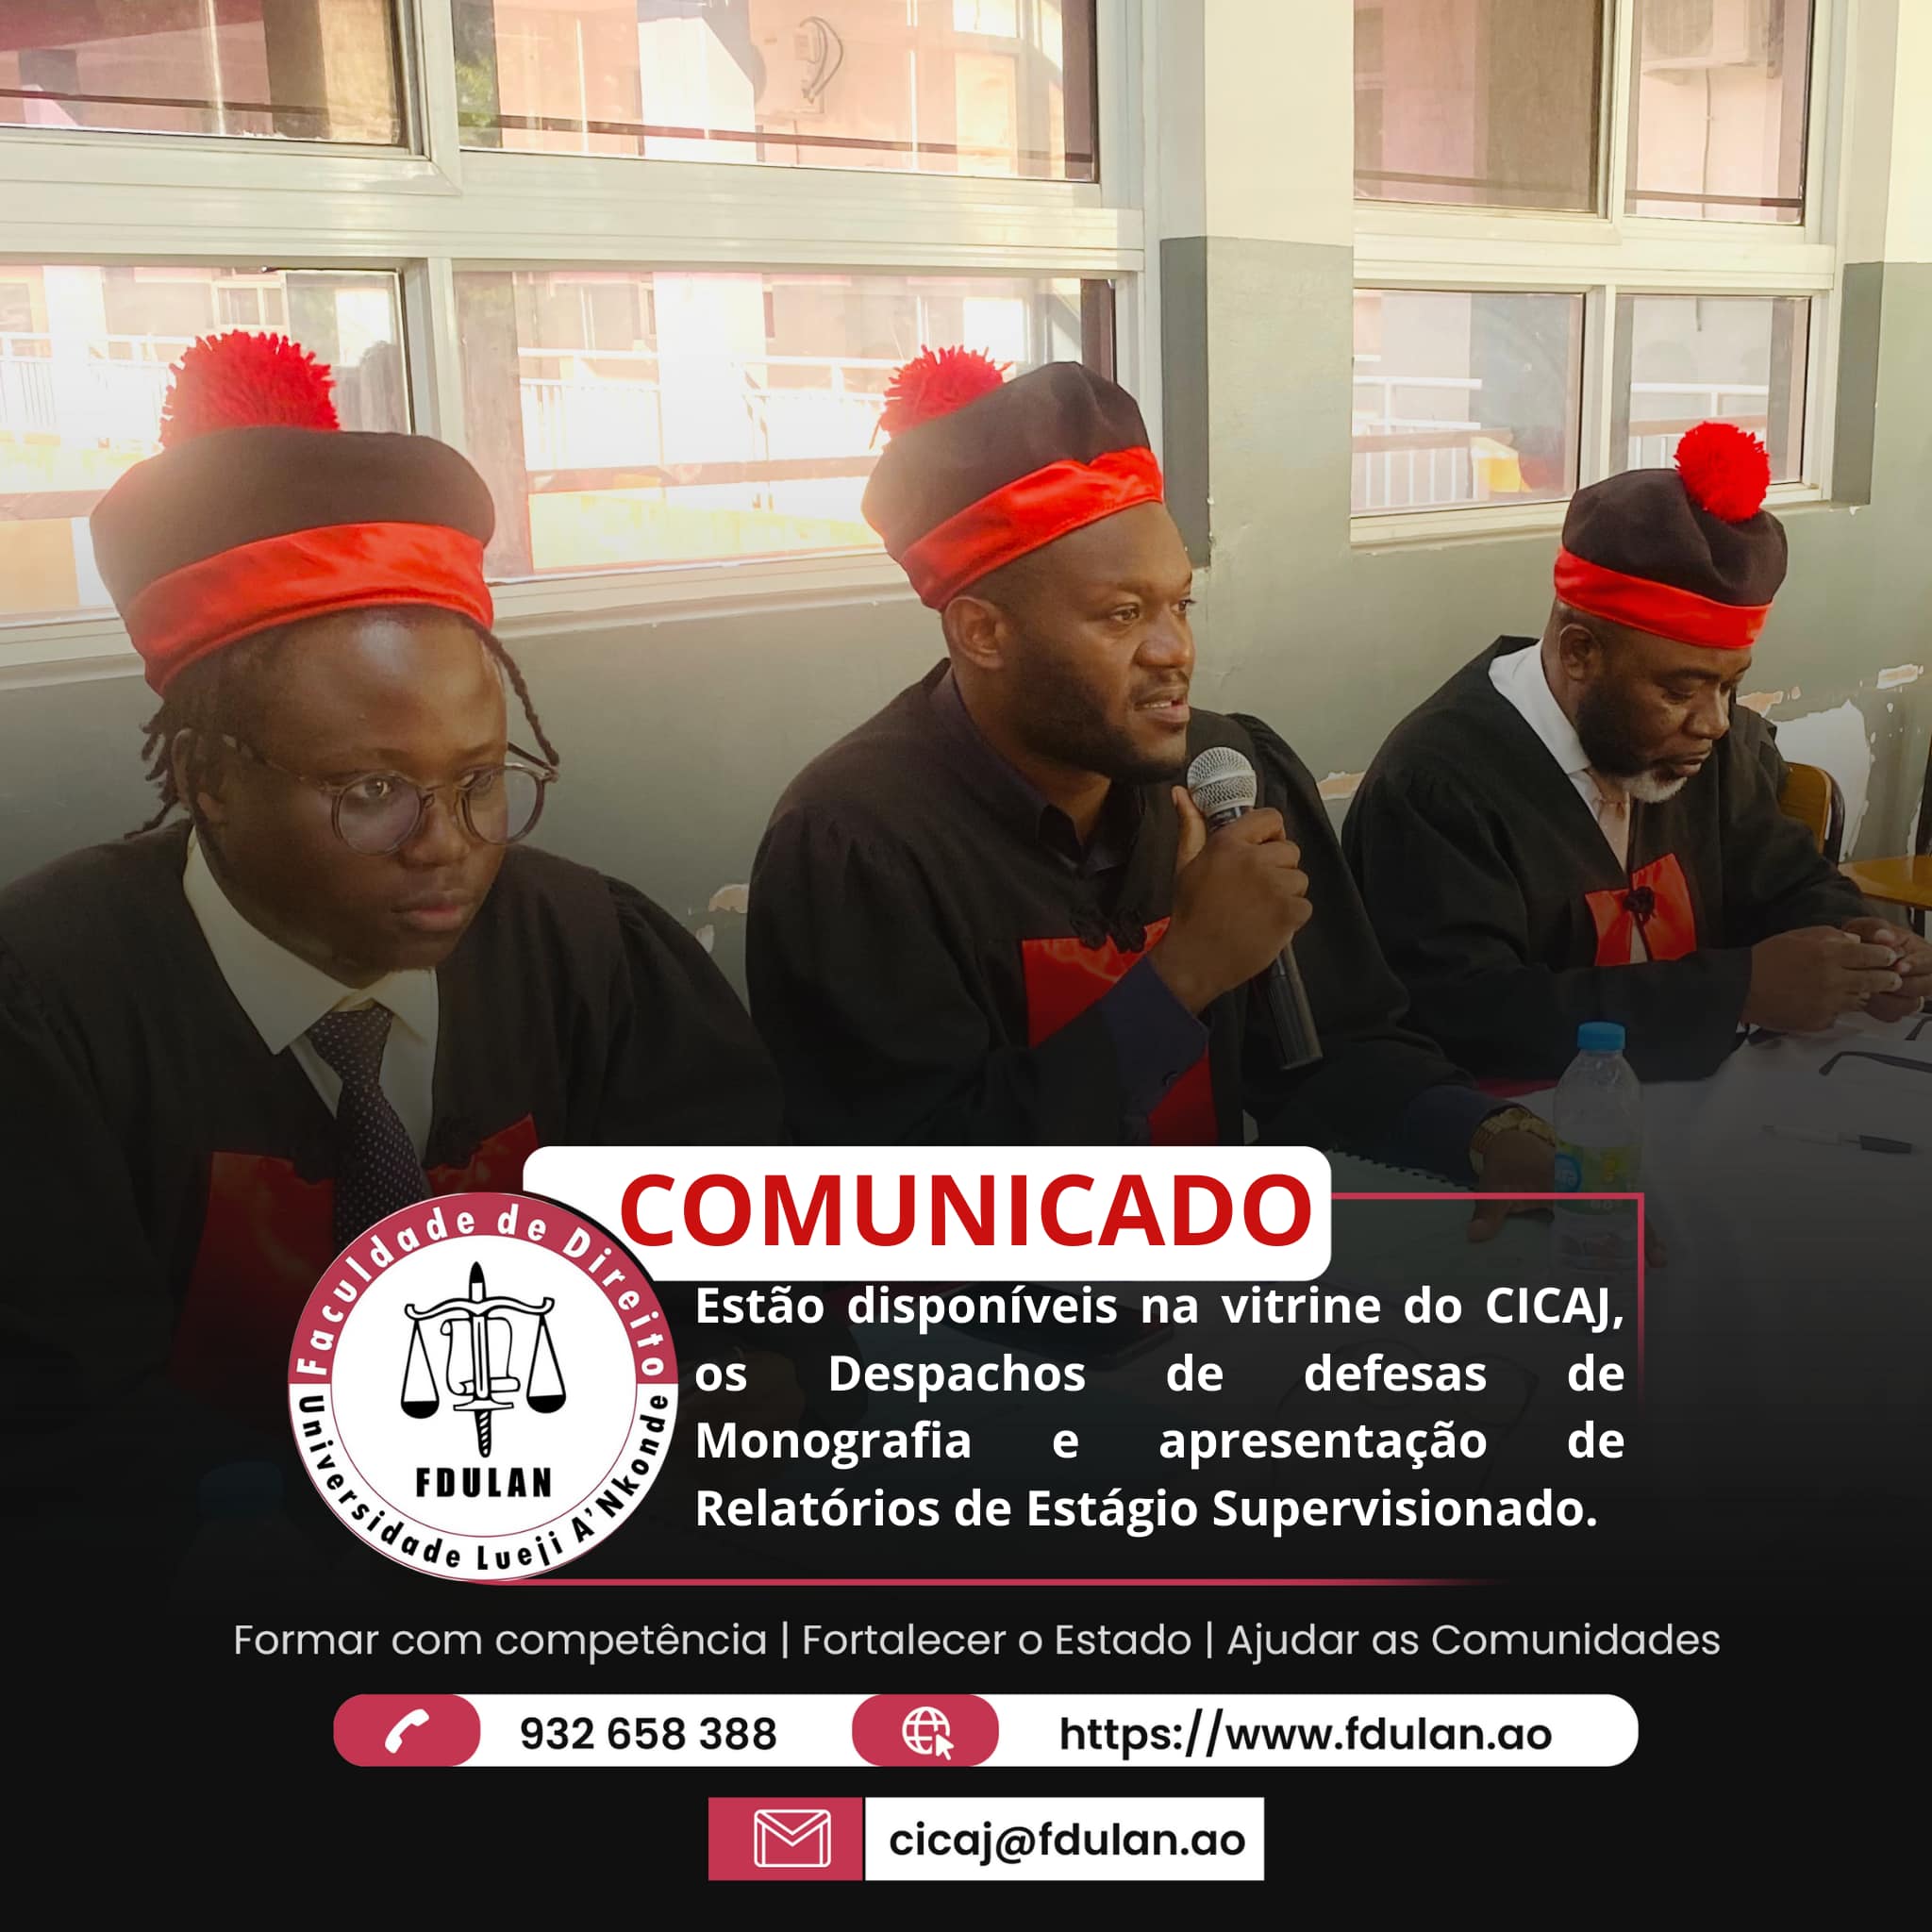 COMUNICADO
Estão disponíveis na vitrine do CICAJ,
os Despachos de defesas de
Monografia e apresentação de
Relatórios de Estágio Supervisionado.
Faculdade de Direito
FDULAN
Universidade Lueji A'Nkonde
Formar com competência | Fortalecer o Estado | Ajudar as Comunidades
932 658 388
https://www.fdulan.ao
cicaj@fdulan.ao